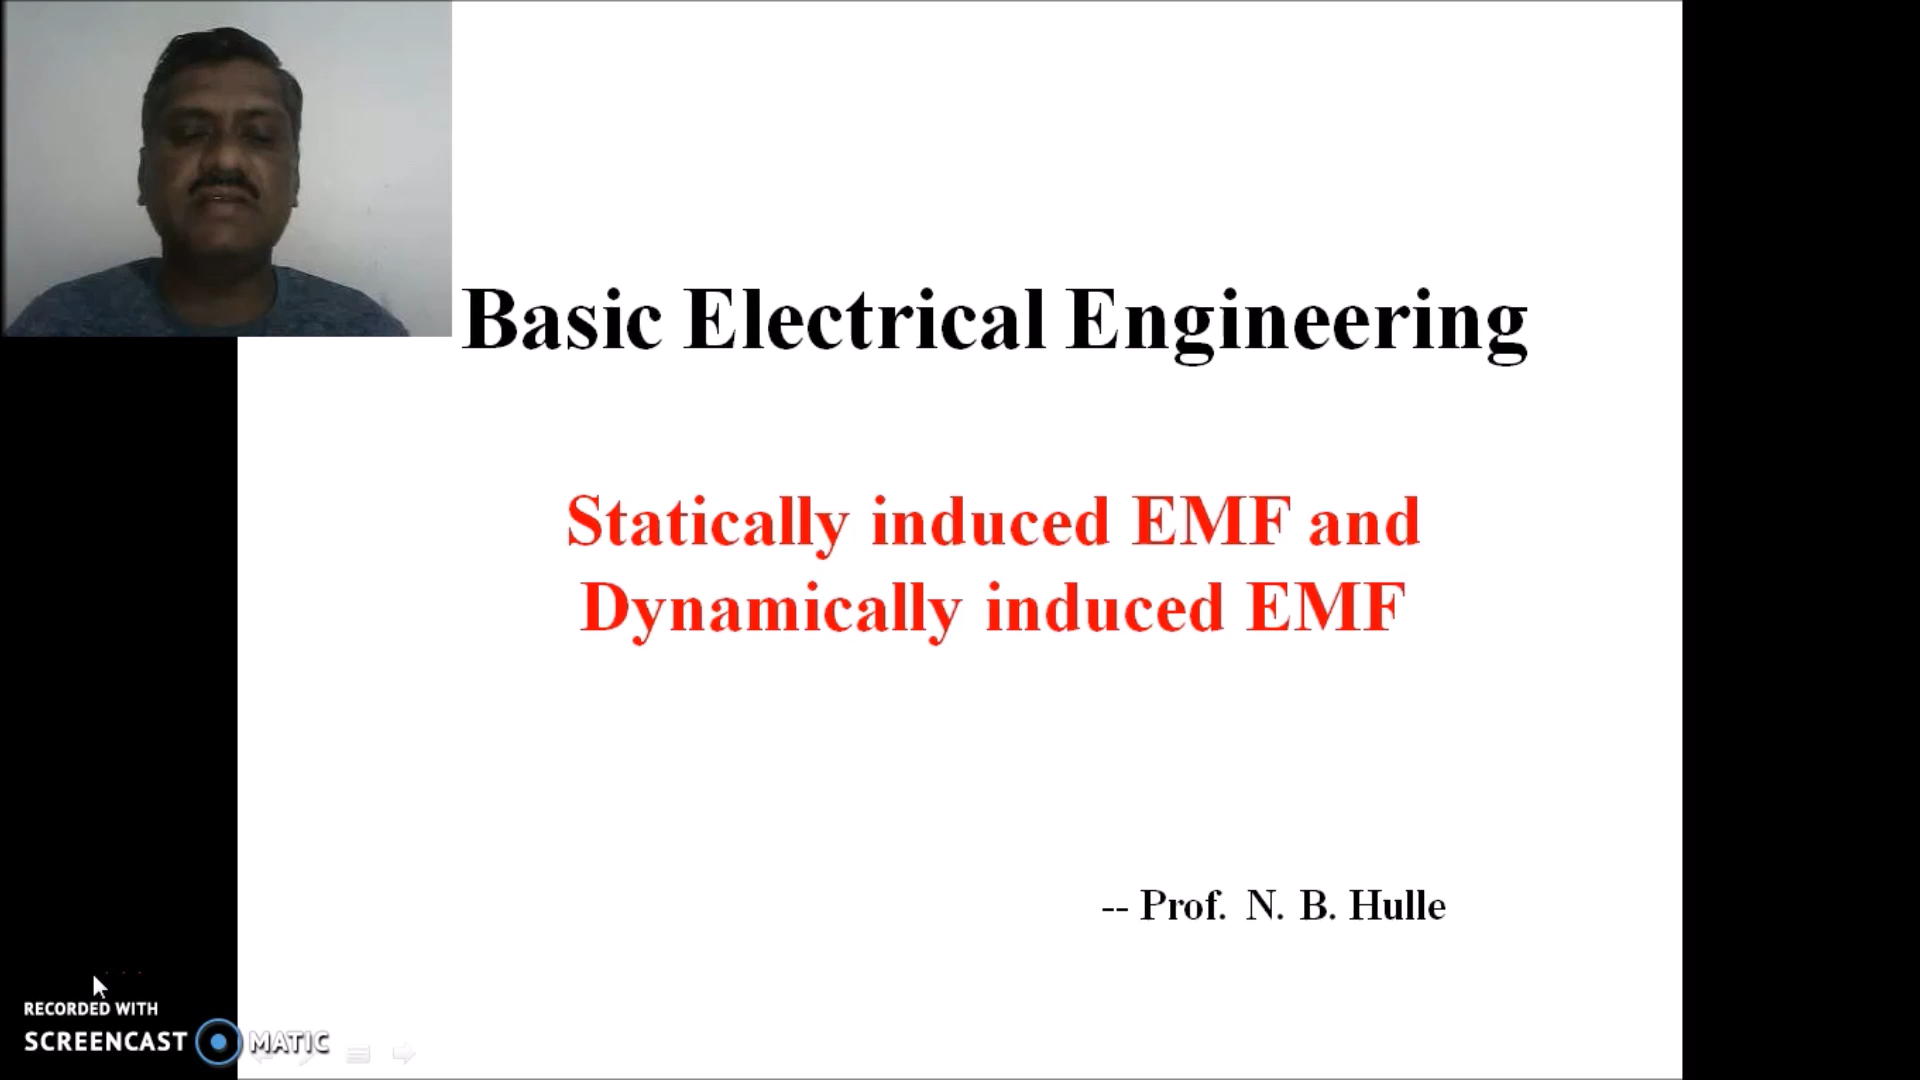 Basic Electrical Engineering
Statically induced EMF and
Dynamically induced EMF
-- Prof. N. B. Hulle
RECORDED WITH
SCREENCAST MATIC